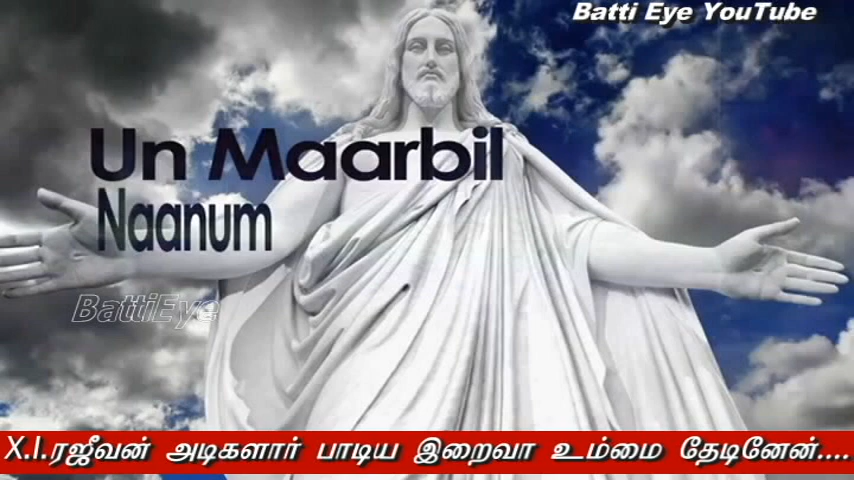 Batti Eye YouTube
Un Maarbil
Naanum
BattiEye
X.I.ரஜீவன் அடிகளார் பாடிய இறைவா உம்மை தேடினேன்....